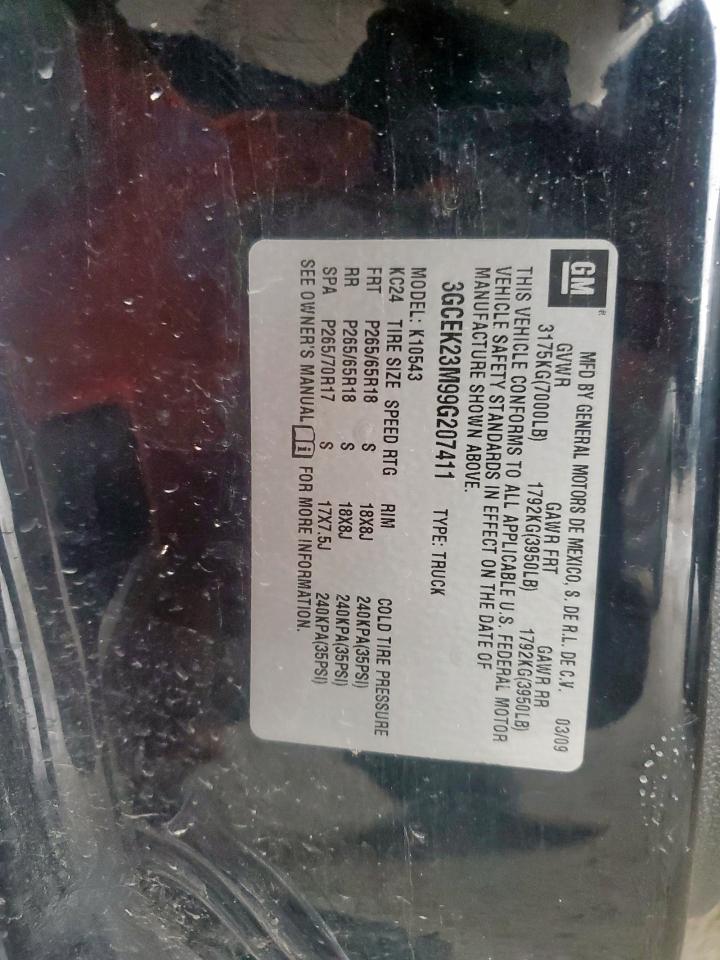 GM
MFD BY GENERAL MOTORS DE MEXICO, S. DE R.L. DE C.V. 03/09
GVWR GAWR FRT GAWR RR
3175KG(7000LB) 1792KG(3950LB) 1792KG(3950LB)
THIS VEHICLE CONFORMS TO ALL APPLICABLE U.S. FEDERAL MOTOR
VEHICLE SAFETY STANDARDS IN EFFECT ON THE DATE OF
MANUFACTURE SHOWN ABOVE.
3GCEK23M99G207411 TYPE: TRUCK
MODEL: K10543
KC24 TIRE SIZE SPEED RTG RIM COLD TIRE PRESSURE
FRT P265/65R18 S 18X8J 240KPA(35PSI)
RR P265/65R18 S 18X8J 240KPA(35PSI)
SPA P265/70R17 S 17X7.5J 240KPA(35PSI)
SEE OWNER'S MANUAL i FOR MORE INFORMATION.